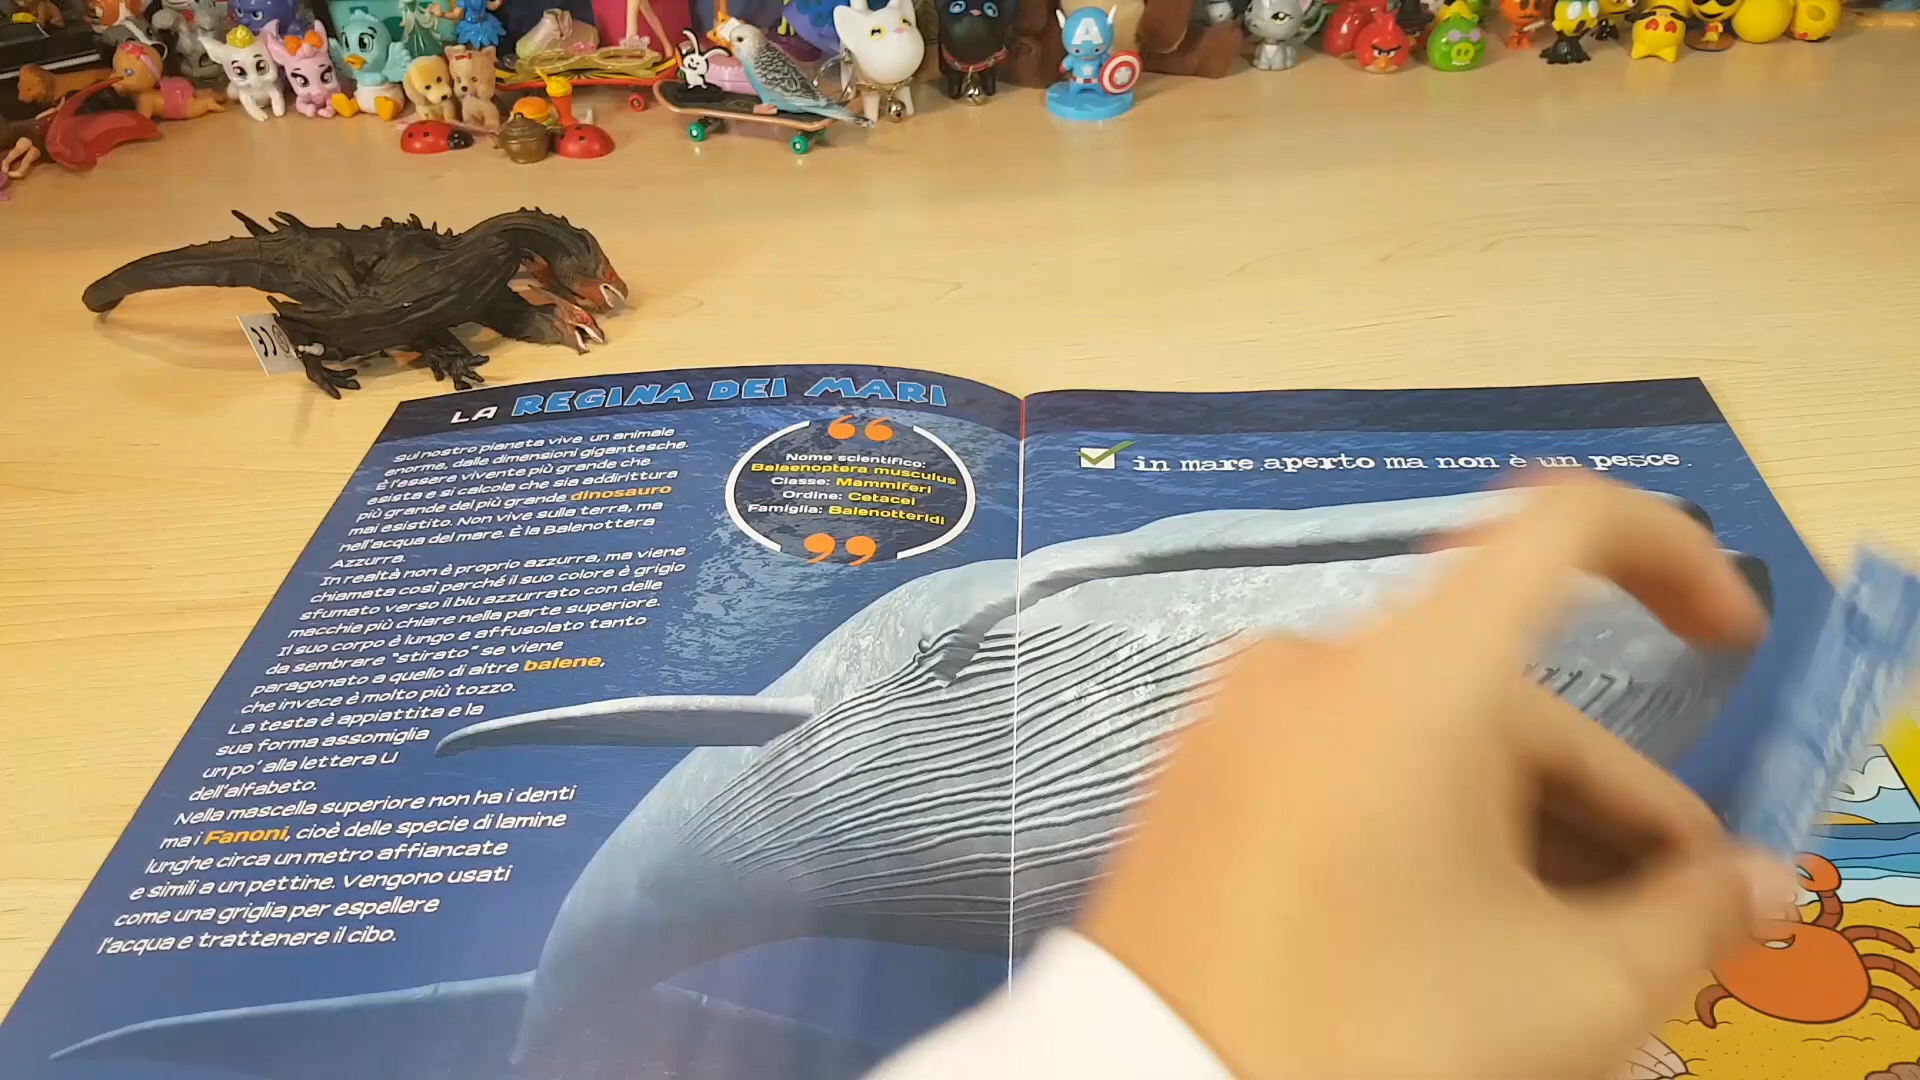 LA REGINA DEI MARI
Sul nostro pianeta vive un animale
enorme, dalle dimensioni gigantesche.
È l'essere vivente più grande che
esista e si calcola che sia addirittura
più grande del più grande dinosauro
mai esistito. Non vive sulla terra, ma
nell'acqua del mare. È la Balenottera
Azzurra.
In realtà non è proprio azzurra, ma viene
chiamata così perché il suo colore è grigio
sfumato verso il blu azzurrato con delle
macchie più chiare nella parte superiore.
Il suo corpo è lungo e affusolato tanto
da sembrare "stirato" se viene
paragonato a quello di altre balene,
che invece è molto più tozzo.
La testa è appiattita e la
sua forma assomiglia
un po' alla lettera U
dell'alfabeto.
Nella mascella superiore non ha i denti
ma i Fanoni, cioè delle specie di lamine
lunghe circa un metro affiancate
e simili a un pettine. Vengono usati
come una griglia per espellere
l'acqua e trattenere il cibo.
Nome scientifico:
Balaenoptera musculus
Classe: Mammiferi
Ordine: Cetacei
Famiglia: Balenotteridi
in mare aperto ma non è un pesce.
CE
A